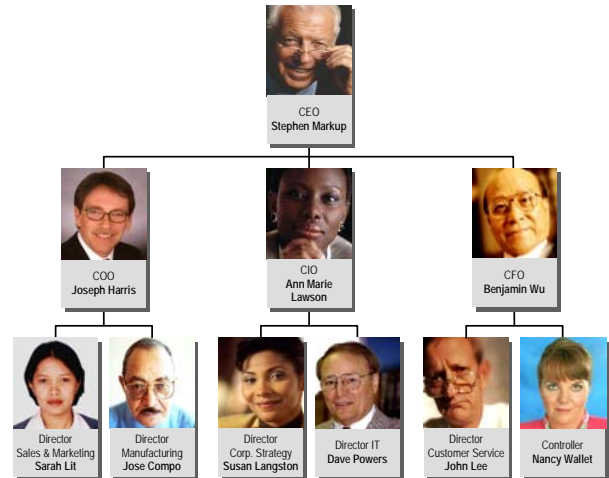 CEO
Stephen Markup
COO
Joseph Harris
CIO
Ann Marie
Lawson
CFO
Benjamin Wu
Director
Sales & Marketing
Sarah Lit
Director
Manufacturing
Jose Compo
Director
Corp. Strategy
Susan Langston
Director IT
Dave Powers
Director
Customer Service
John Lee
Controller
Nancy Wallet